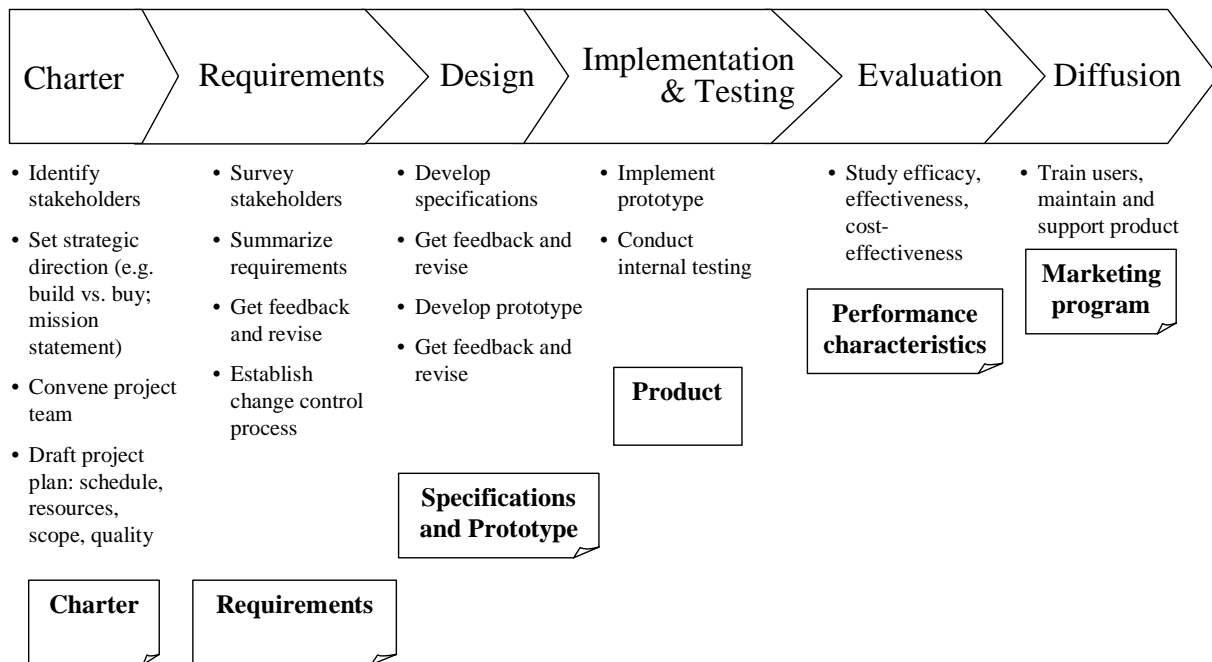 Charter
Requirements
Design
Implementation
& Testing
Evaluation
Diffusion
• Identify
stakeholders
• Set strategic
direction (e.g.
build vs. buy;
mission
statement)
• Convene project
team
• Draft project
plan: schedule,
resources,
scope, quality
Charter
• Survey
stakeholders
• Summarize
requirements
• Get feedback
and revise
• Establish
change control
process
Requirements
• Develop
specifications
• Get feedback and
revise
• Develop prototype
• Get feedback and
revise
Specifications
and Prototype
• Implement
prototype
• Conduct
internal testing
Product
• Study efficacy,
effectiveness,
cost-
effectiveness
Performance
characteristics
• Train users,
maintain and
support product
Marketing
program